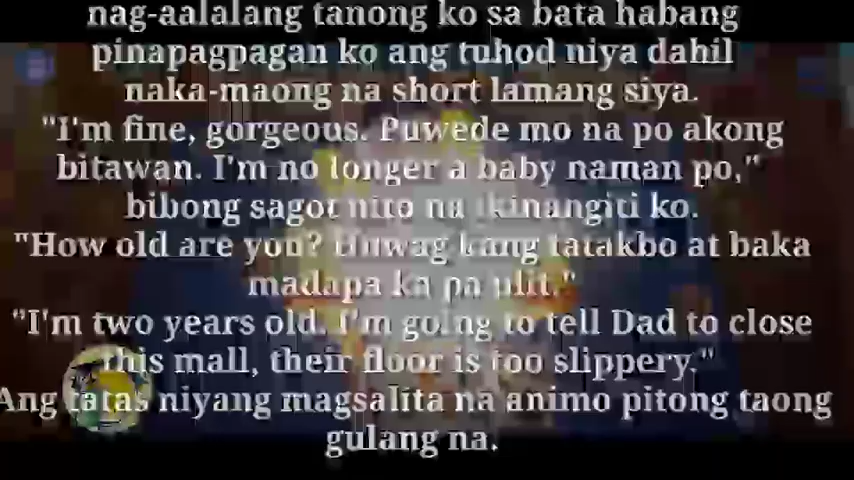 nag-aalalang tanong ko sa bata habang
pinapagpagan ko ang tuhod niya dahil
naka-maong na short lamang siya.
"I'm fine, gorgeous. Puwede mo na po akong
bitawan. I'm no longer a baby naman po,"
bibong sagot nito na ikinangiti ko.
"How old are you? Huwag kang tatakbo at baka
madapa ka pa ulit."
"I'm two years old. I'm going to tell Dad to close
this mall, their floor is too slippery."
Ang tatas niyang magsalita na animo pitong taong
gulang na.